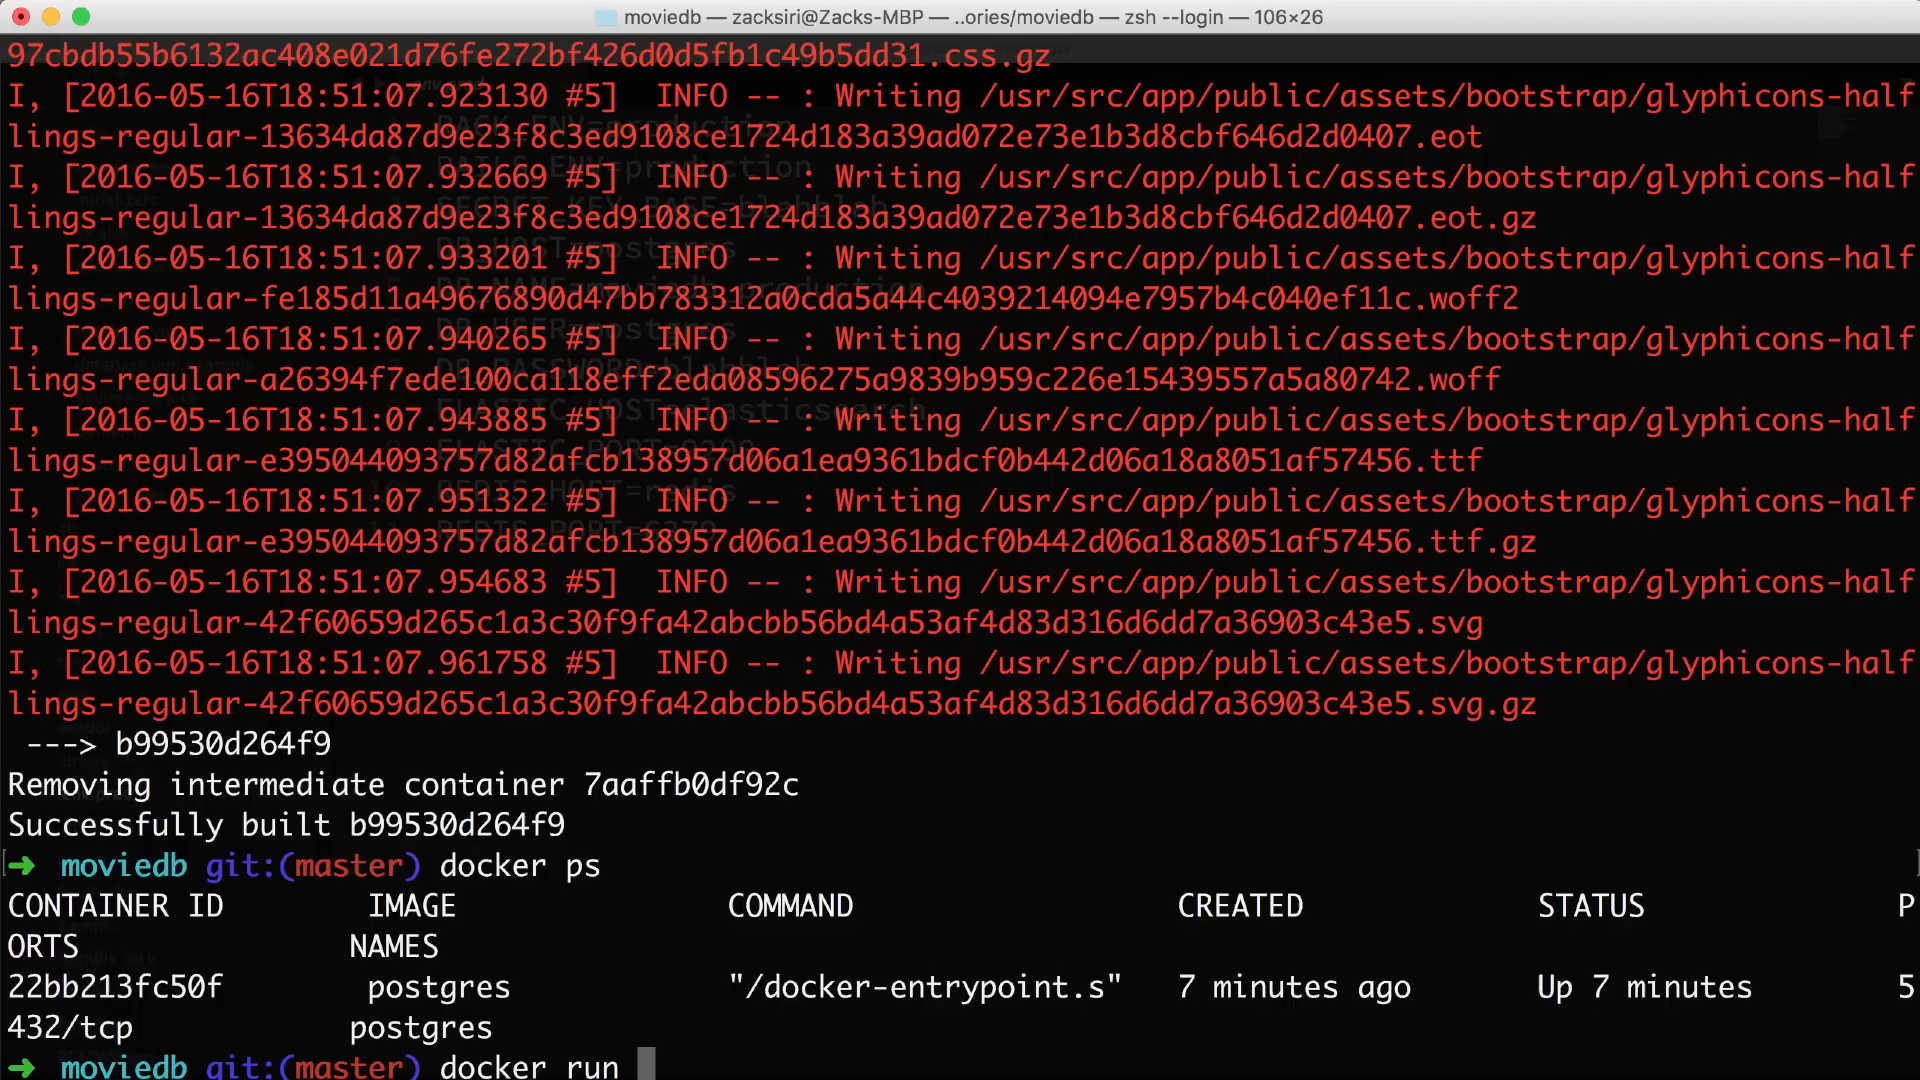 moviedb — zacksiri@Zacks-MBP — ..ories/moviedb — zsh --login — 106×26
97cbdb55b6132ac408e021d76fe272bf426d0d5fb1c49b5dd31.css.gz
I, [2016-05-16T18:51:07.923130 #5]  INFO -- : Writing /usr/src/app/public/assets/bootstrap/glyphicons-half
lings-regular-13634da87d9e23f8c3ed9108ce1724d183a39ad072e73e1b3d8cbf646d2d0407.eot
I, [2016-05-16T18:51:07.932669 #5]  INFO -- : Writing /usr/src/app/public/assets/bootstrap/glyphicons-half
lings-regular-13634da87d9e23f8c3ed9108ce1724d183a39ad072e73e1b3d8cbf646d2d0407.eot.gz
I, [2016-05-16T18:51:07.933201 #5]  INFO -- : Writing /usr/src/app/public/assets/bootstrap/glyphicons-half
lings-regular-fe185d11a49676890d47bb783312a0cda5a44c4039214094e7957b4c040ef11c.woff2
I, [2016-05-16T18:51:07.940265 #5]  INFO -- : Writing /usr/src/app/public/assets/bootstrap/glyphicons-half
lings-regular-a26394f7ede100ca118eff2eda08596275a9839b959c226e15439557a5a80742.woff
I, [2016-05-16T18:51:07.943885 #5]  INFO -- : Writing /usr/src/app/public/assets/bootstrap/glyphicons-half
lings-regular-e395044093757d82afcb138957d06a1ea9361bdcf0b442d06a18a8051af57456.ttf
I, [2016-05-16T18:51:07.951322 #5]  INFO -- : Writing /usr/src/app/public/assets/bootstrap/glyphicons-half
lings-regular-e395044093757d82afcb138957d06a1ea9361bdcf0b442d06a18a8051af57456.ttf.gz
I, [2016-05-16T18:51:07.954683 #5]  INFO -- : Writing /usr/src/app/public/assets/bootstrap/glyphicons-half
lings-regular-42f60659d265c1a3c30f9fa42abcbb56bd4a53af4d83d316d6dd7a36903c43e5.svg
I, [2016-05-16T18:51:07.961758 #5]  INFO -- : Writing /usr/src/app/public/assets/bootstrap/glyphicons-half
lings-regular-42f60659d265c1a3c30f9fa42abcbb56bd4a53af4d83d316d6dd7a36903c43e5.svg.gz
---> b99530d264f9
Removing intermediate container 7aaffb0df92c
Successfully built b99530d264f9
➜  moviedb git:(master) docker ps
CONTAINER ID        IMAGE               COMMAND                  CREATED             STATUS              P
ORTS               NAMES
22bb213fc50f        postgres            "/docker-entrypoint.s"   7 minutes ago       Up 7 minutes        5
432/tcp            postgres
➜  moviedb git:(master) docker run